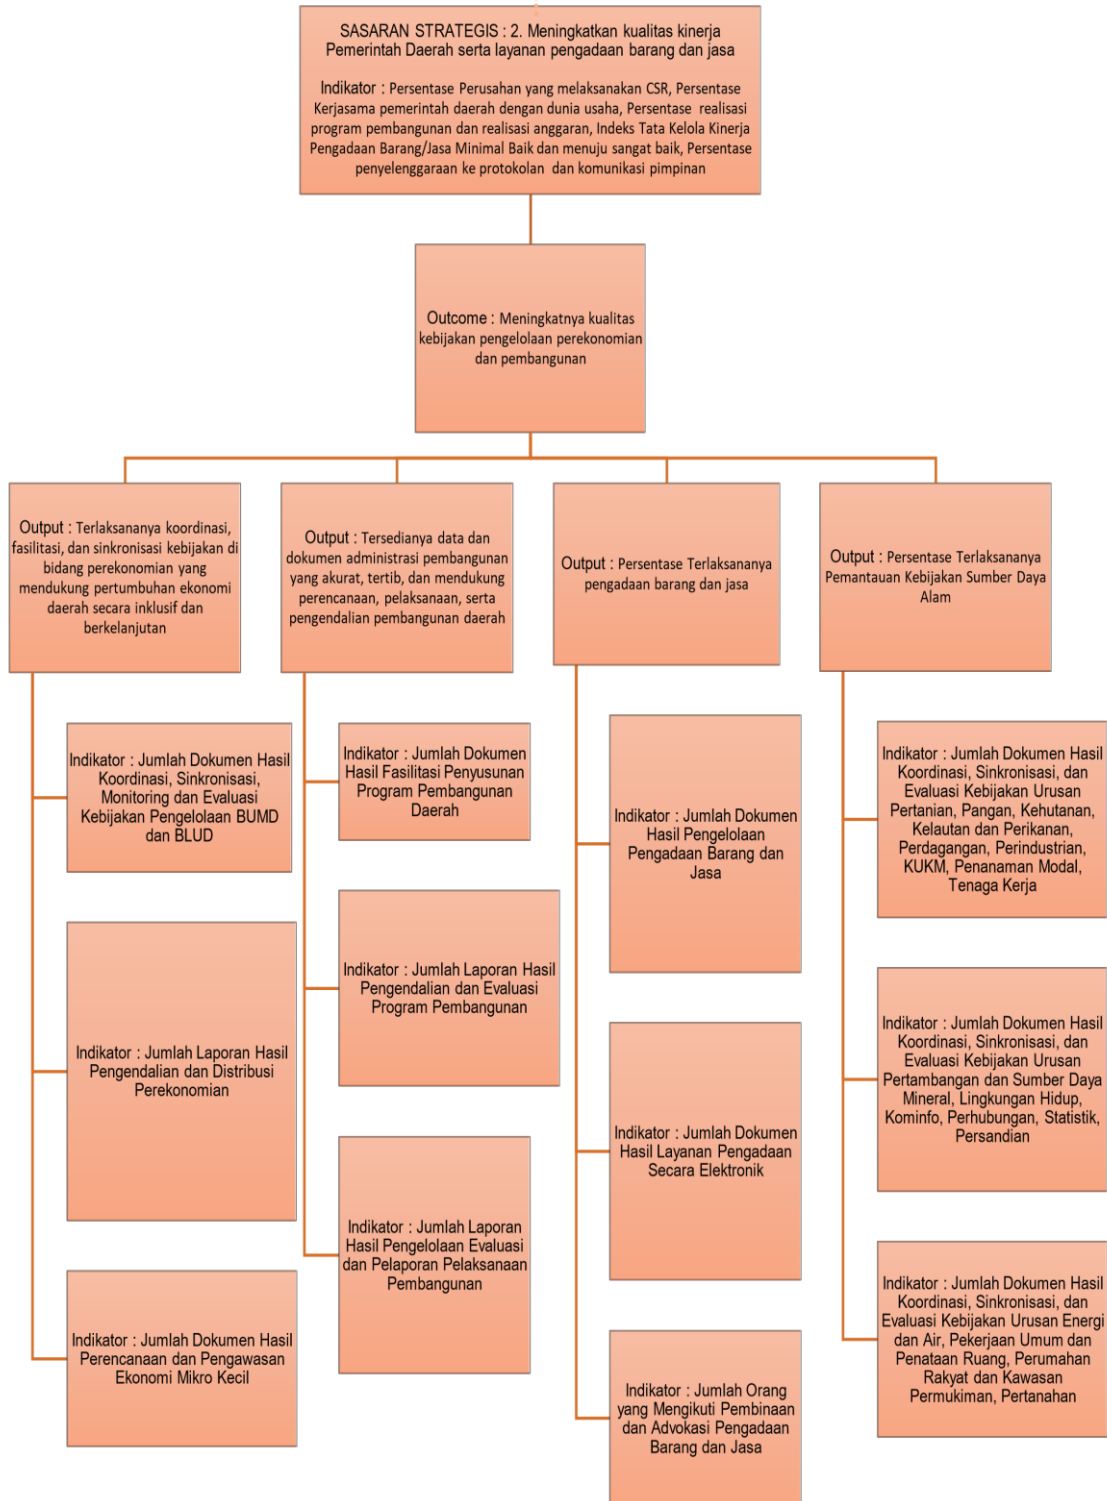 SASARAN STRATEGIS : 2. Meningkatkan kualitas kinerja
Pemerintah Daerah serta layanan pengadaan barang dan jasa
Indikator : Persentase Perusahan yang melaksanakan CSR, Persentase
Kerjasama pemerintah daerah dengan dunia usaha, Persentase realisasi
program pembangunan dan realisasi anggaran, Indeks Tata Kelola Kinerja
Pengadaan Barang/Jasa Minimal Baik dan menuju sangat baik, Persentase
penyelenggaraan ke protokolan dan komunikasi pimpinan
Outcome : Meningkatnya kualitas
kebijakan pengelolaan perekonomian
dan pembangunan
Output : Terlaksananya koordinasi,
fasilitasi, dan sinkronisasi kebijakan di
bidang perekonomian yang
mendukung pertumbuhan ekonomi
daerah secara inklusif dan
berkelanjutan
Indikator : Jumlah Dokumen Hasil
Koordinasi, Sinkronisasi,
Monitoring dan Evaluasi
Kebijakan Pengelolaan BUMD
dan BLUD
Indikator : Jumlah Laporan Hasil
Pengendalian dan Distribusi
Perekonomian
Indikator : Jumlah Dokumen Hasil
Perencanaan dan Pengawasan
Ekonomi Mikro Kecil
Output : Tersedianya data dan
dokumen administrasi pembangunan
yang akurat, tertib, dan mendukung
perencanaan, pelaksanaan, serta
pengendalian pembangunan daerah
Indikator : Jumlah Dokumen
Hasil Fasilitasi Penyusunan
Program Pembangunan
Daerah
Indikator : Jumlah Laporan Hasil
Pengendalian dan Evaluasi
Program Pembangunan
Indikator : Jumlah Laporan
Hasil Pengelolaan Evaluasi
dan Pelaporan Pelaksanaan
Pembangunan
Output : Persentase Terlaksananya
pengadaan barang dan jasa
Indikator : Jumlah Dokumen
Hasil Pengelolaan
Pengadaan Barang dan
Jasa
Indikator : Jumlah Dokumen
Hasil Layanan Pengadaan
Secara Elektronik
Indikator : Jumlah Orang
yang Mengikuti Pembinaan
dan Advokasi Pengadaan
Barang dan Jasa
Output : Persentase Terlaksananya
Pemantauan Kebijakan Sumber Daya
Alam
Indikator : Jumlah Dokumen Hasil
Koordinasi, Sinkronisasi, dan
Evaluasi Kebijakan Urusan
Pertanian, Pangan, Kehutanan,
Kelautan dan Perikanan,
Perdagangan, Perindustrian,
KUKM, Penanaman Modal,
Tenaga Kerja
Indikator : Jumlah Dokumen Hasil
Koordinasi, Sinkronisasi, dan
Evaluasi Kebijakan Urusan
Pertambangan dan Sumber Daya
Mineral, Lingkungan Hidup,
Kominfo, Perhubungan, Statistik,
Persandian
Indikator : Jumlah Dokumen Hasil
Koordinasi, Sinkronisasi, dan
Evaluasi Kebijakan Urusan Energi
dan Air, Pekerjaan Umum dan
Penataan Ruang, Perumahan
Rakyat dan Kawasan
Permukiman, Pertanahan